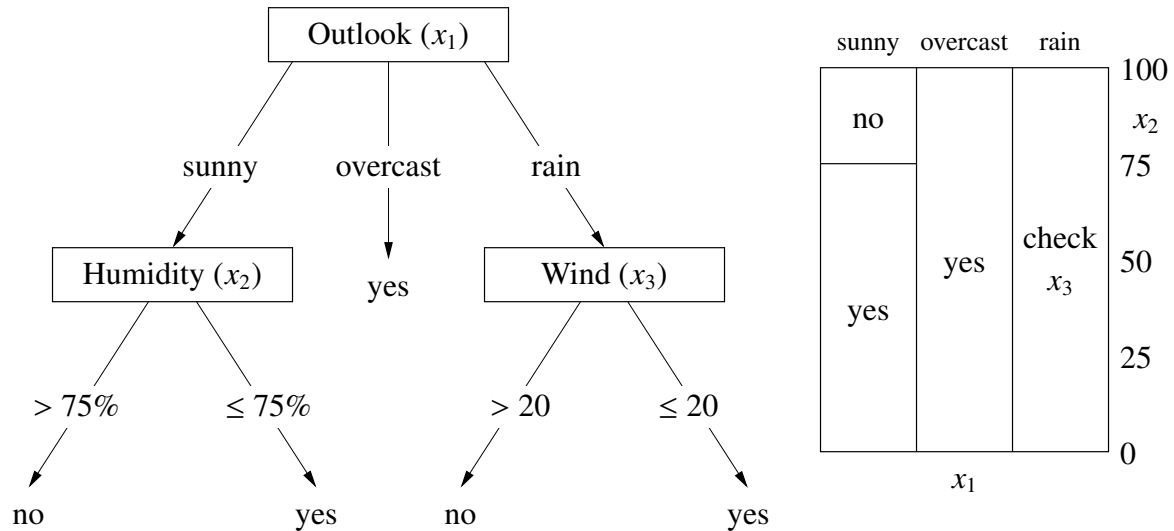 Outlook (x1)
sunny
overcast
rain
Humidity (x2)
yes
Wind (x3)
> 75%
≤ 75%
> 20
≤ 20
no
yes
no
yes
sunny overcast rain
100
no
x2
75
check
yes
50
x3
yes
25
0
x1